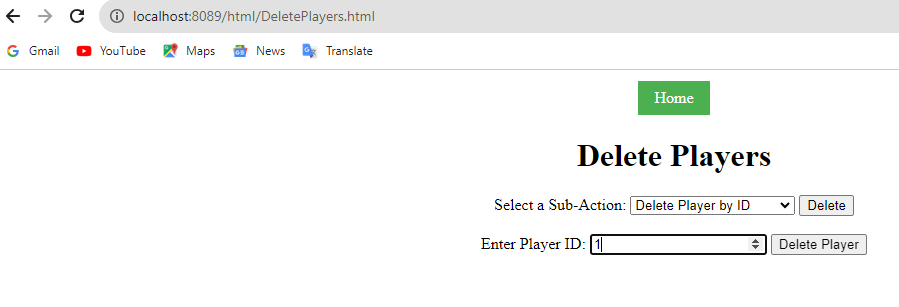 localhost:8089/html/DeletePlayers.html
Gmail YouTube Maps News Translate
Home
Delete Players
Select a Sub-Action: Delete Player by ID Delete
Enter Player ID: 1 Delete Player